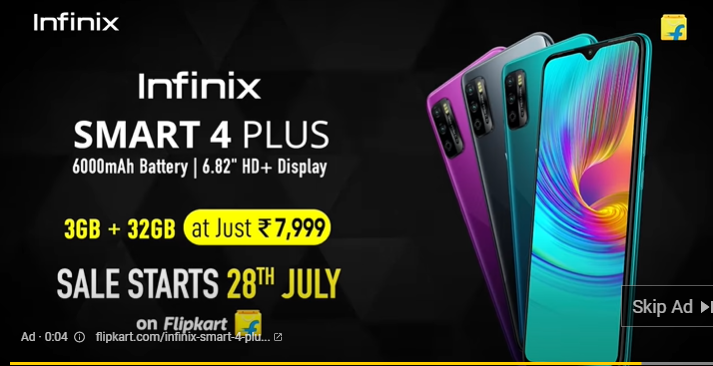 Infinix
Infinix
SMART 4 PLUS
6000mAh Battery | 6.82" HD+ Display
3GB + 32GB at Just ₹7,999
SALE STARTS 28TH JULY
on Flipkart
Skip Ad
Ad · 0:04 flipkart.com/infinix-smart-4-plu...